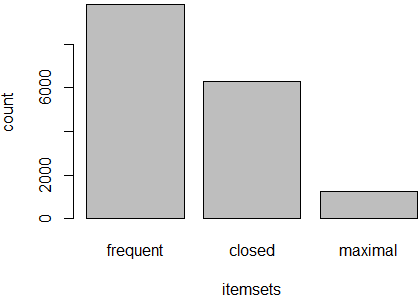 count
6000
2000
0
frequent closed maximal
itemsets